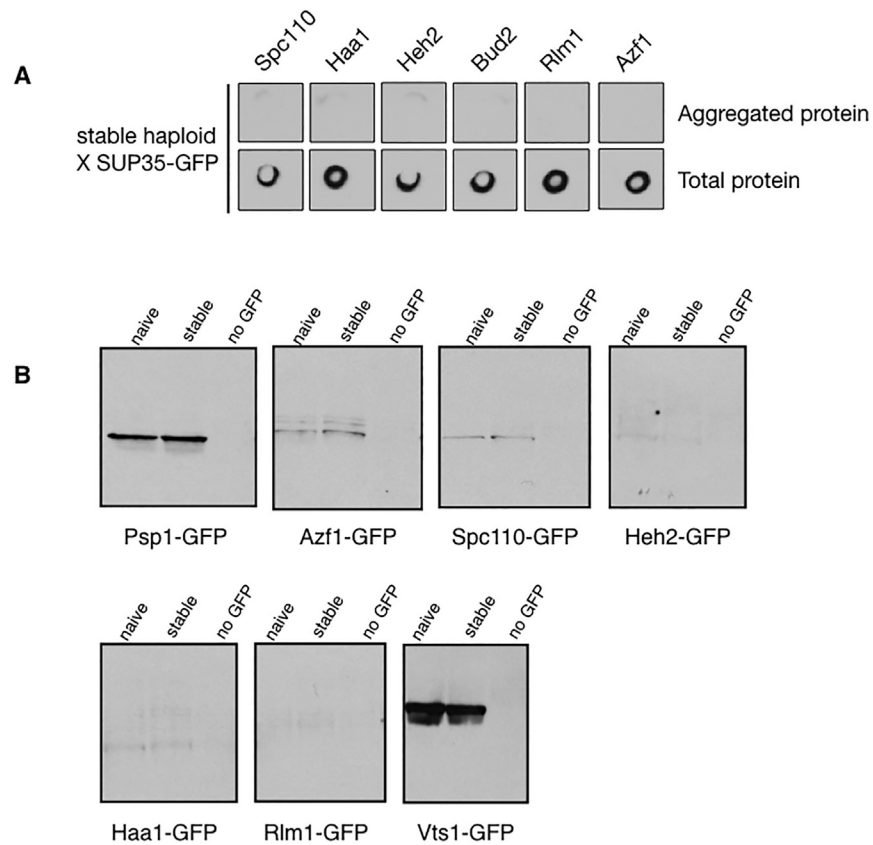 A
Spc110 Haa1 Heh2 Bud2 Rlm1 Azf1
stable haploid
X SUP35-GFP
Aggregated protein
Total protein
B
naive stable no GFP naive stable no GFP naive stable no GFP naive stable no GFP
Psp1-GFP Azf1-GFP Spc110-GFP Heh2-GFP
naive stable no GFP naive stable no GFP naive stable no GFP
Haa1-GFP Rlm1-GFP Vts1-GFP